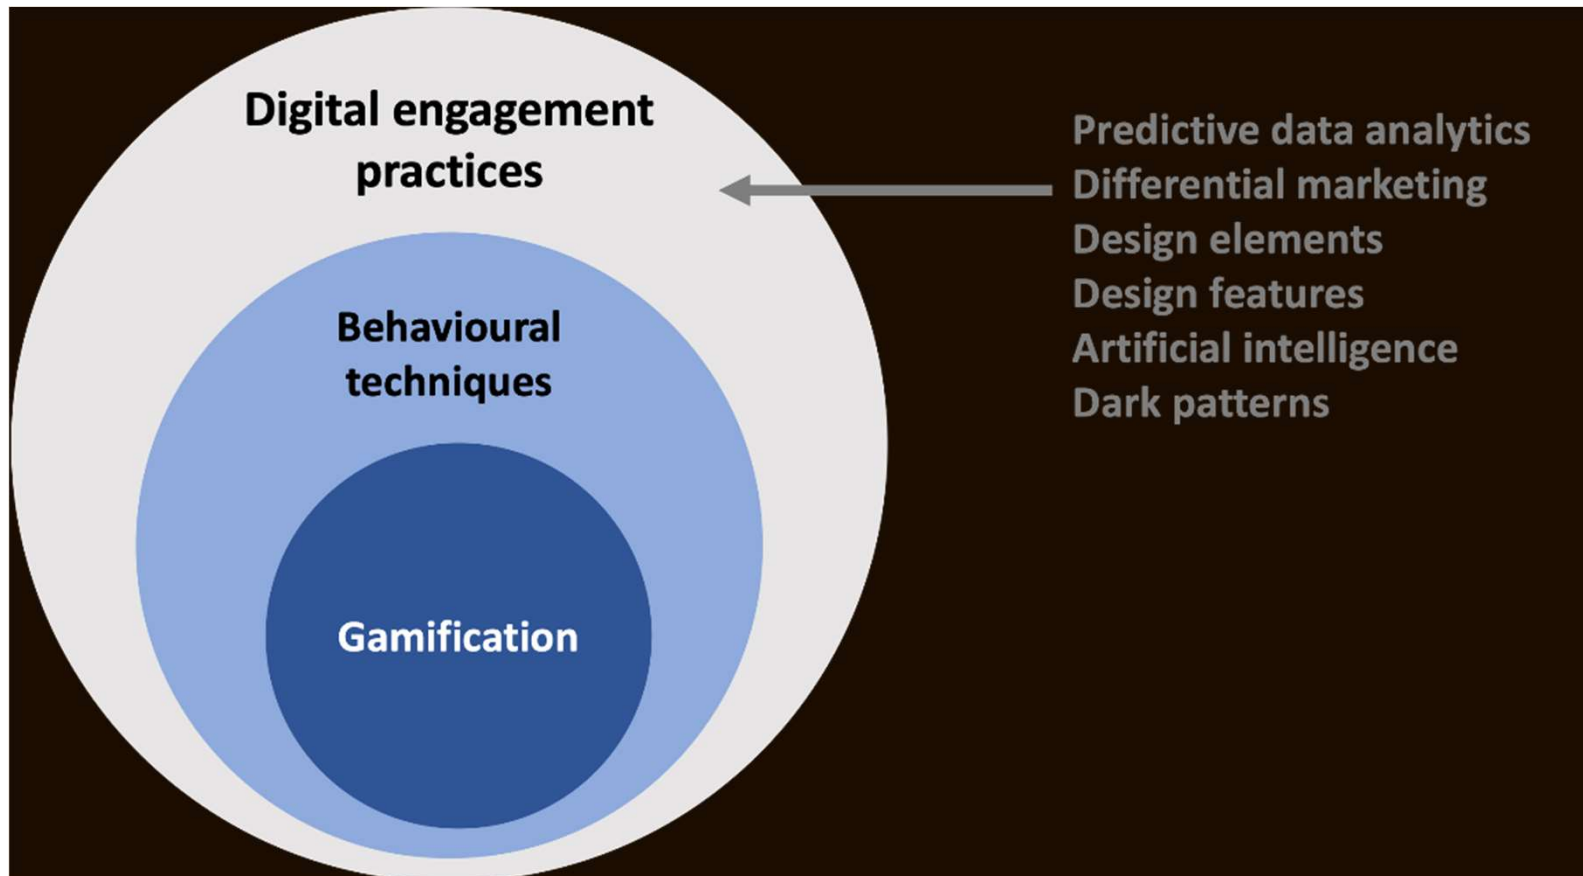 Digital engagement
practices
Predictive data analytics
Differential marketing
Design elements
Design features
Artificial intelligence
Dark patterns
Behavioural
techniques
Gamification